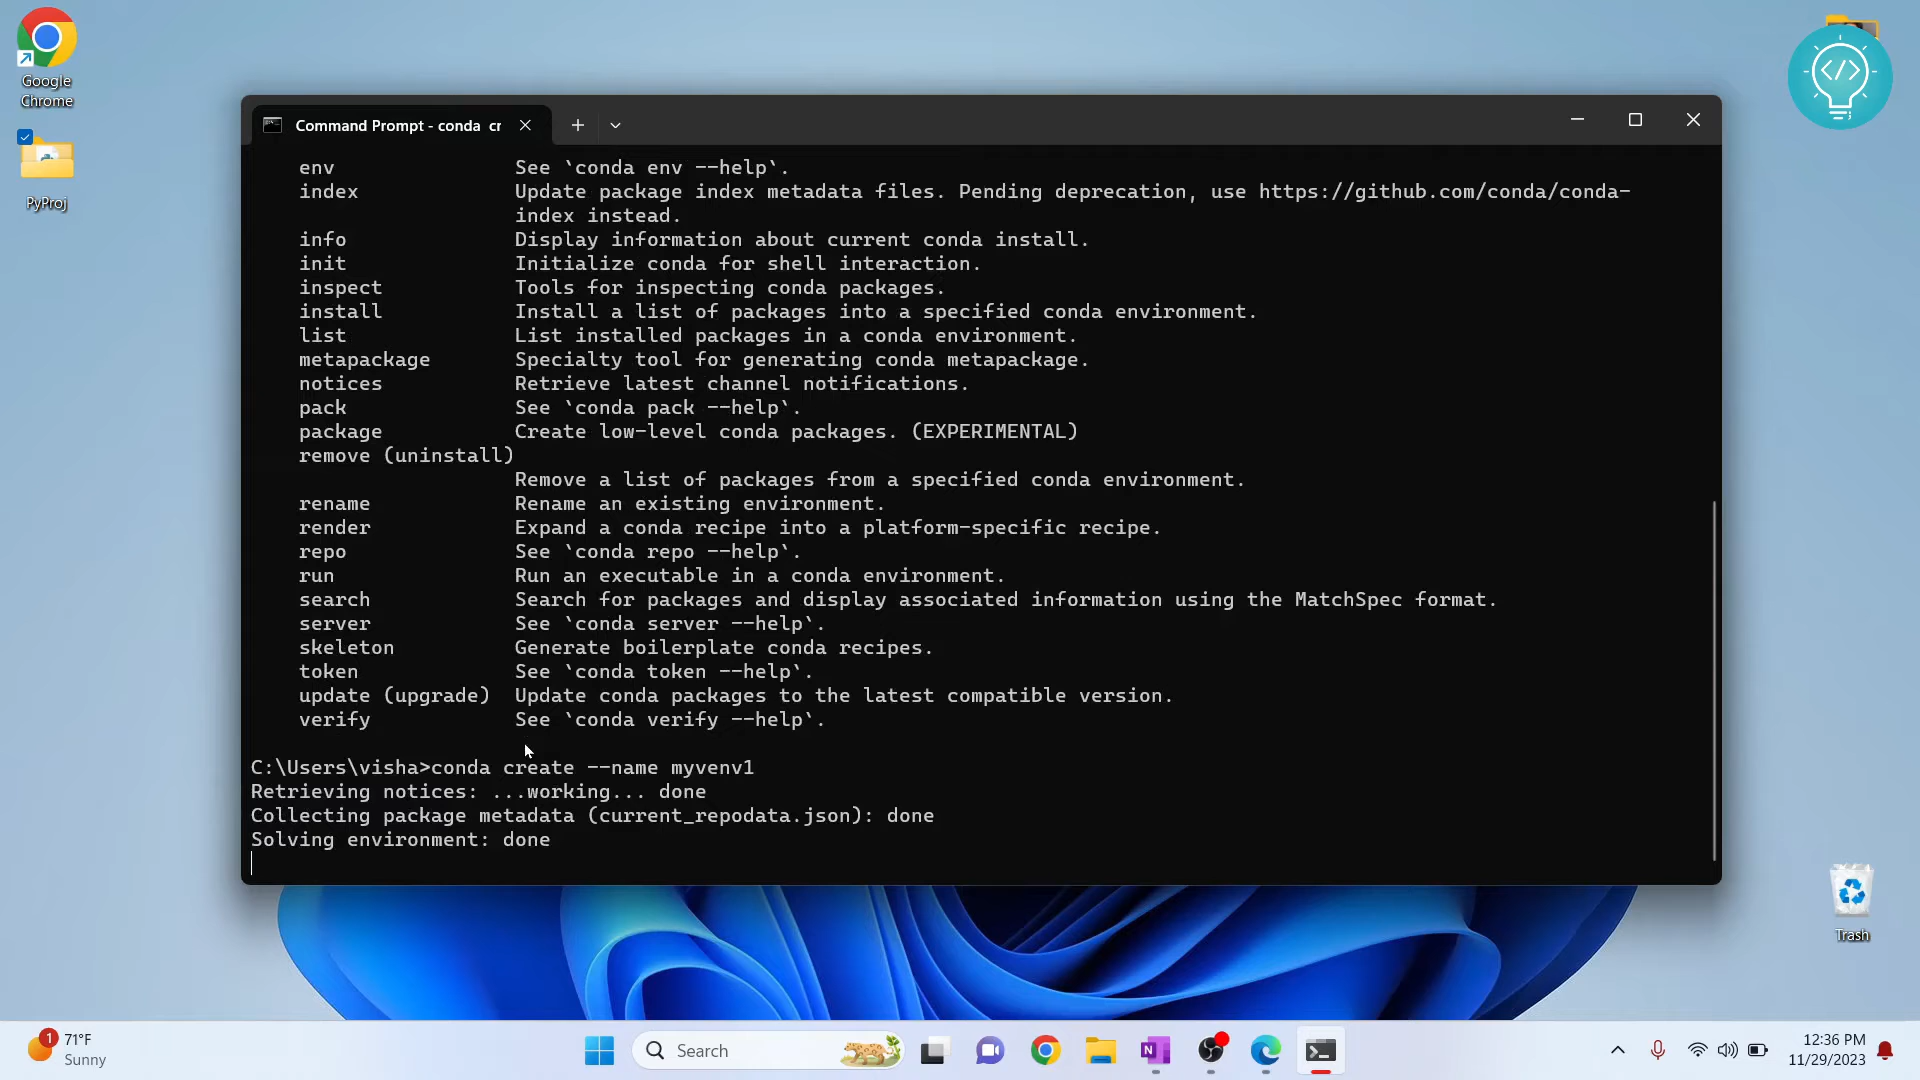 Google
Chrome
PyProj
Command Prompt - conda cr
env See `conda env --help`.
index Update package index metadata files. Pending deprecation, use https://github.com/conda/conda-
index instead.
info Display information about current conda install.
init Initialize conda for shell interaction.
inspect Tools for inspecting conda packages.
install Install a list of packages into a specified conda environment.
list List installed packages in a conda environment.
metapackage Specialty tool for generating conda metapackage.
notices Retrieve latest channel notifications.
pack See `conda pack --help`.
package Create low-level conda packages. (EXPERIMENTAL)
remove (uninstall)
Remove a list of packages from a specified conda environment.
rename Rename an existing environment.
render Expand a conda recipe into a platform-specific recipe.
repo See `conda repo --help`.
run Run an executable in a conda environment.
search Search for packages and display associated information using the MatchSpec format.
server See `conda server --help`.
skeleton Generate boilerplate conda recipes.
token See `conda token --help`.
update (upgrade) Update conda packages to the latest compatible version.
verify See `conda verify --help`.
C:\Users\visha>conda create --name myvenv1
Retrieving notices: ...working... done
Collecting package metadata (current_repodata.json): done
Solving environment: done
</>
Trash
1
71°F
Sunny
Search
N
12:36 PM
11/29/2023